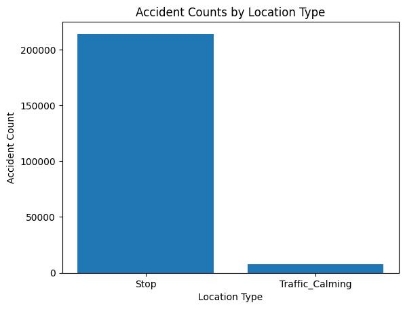 Accident Counts by Location Type
200000
150000
100000
50000
0
Accident Count
Stop
Traffic_Calming
Location Type